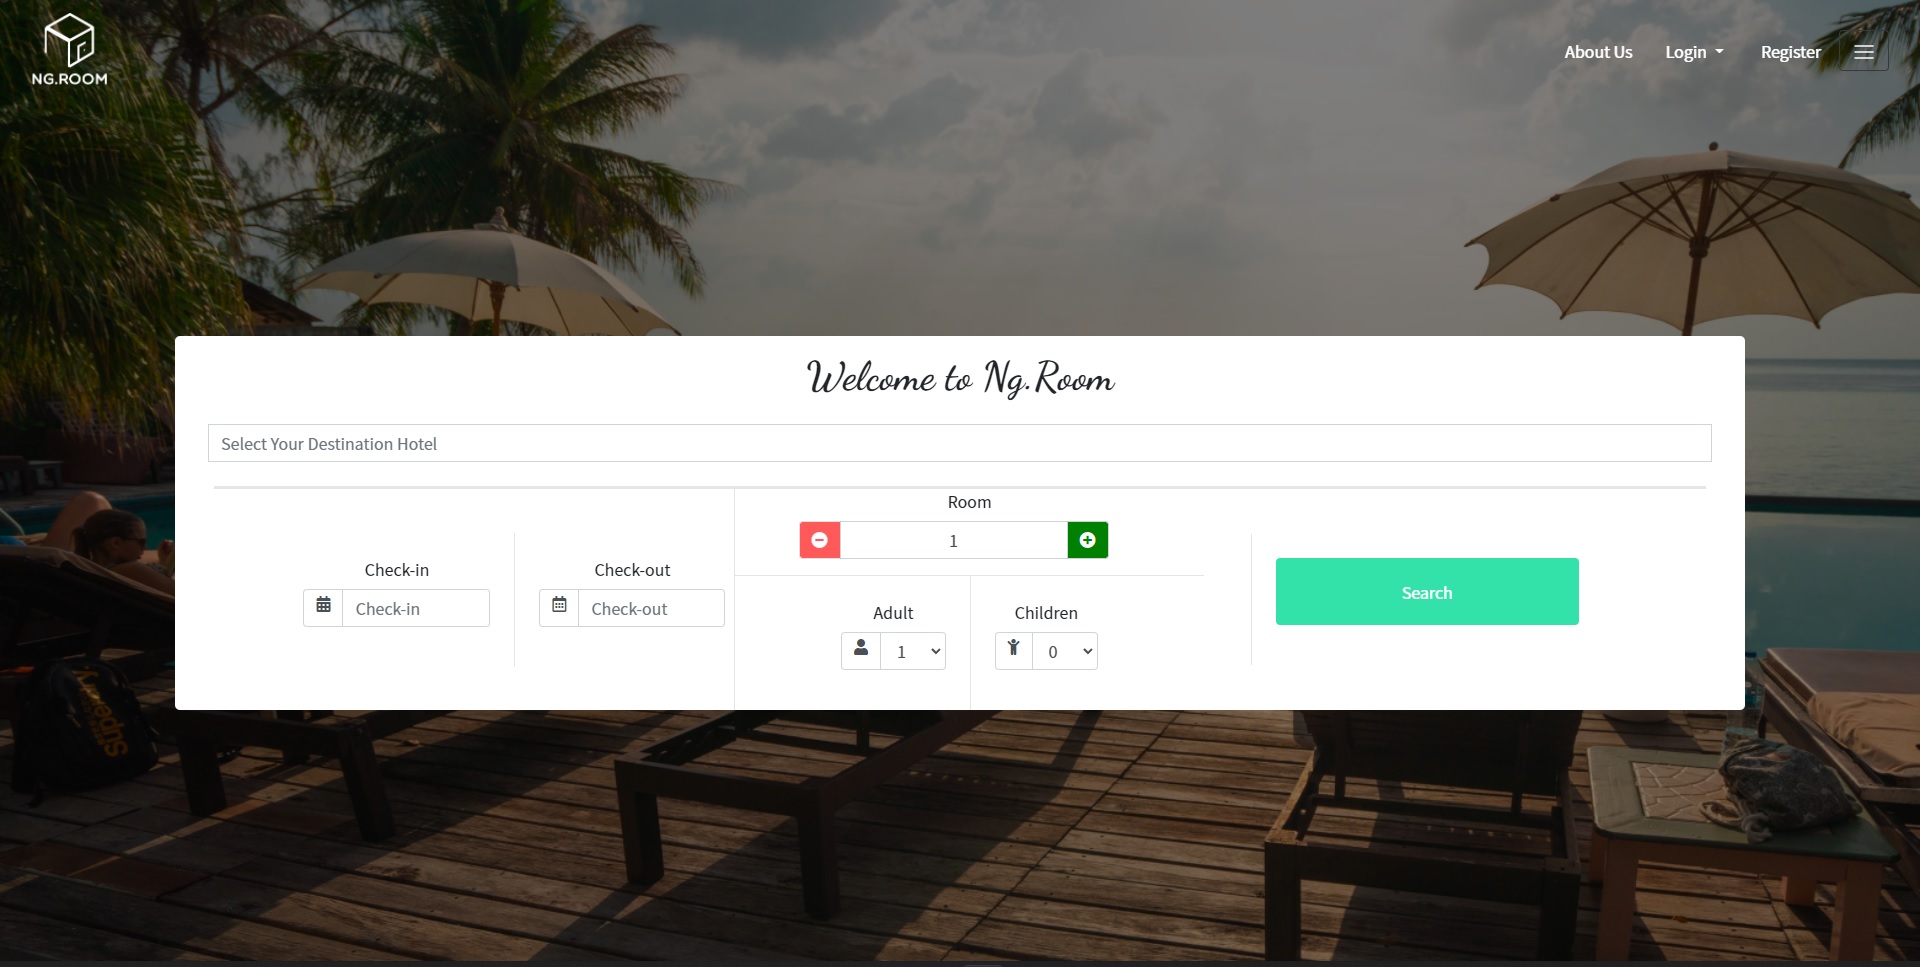 NG.ROOM
About Us
Login
Register
Welcome to Ng.Room
Select Your Destination Hotel
Room
1
Check-in
Check-out
Check-in
Check-out
Search
Adult
Children
1
0
Superdry